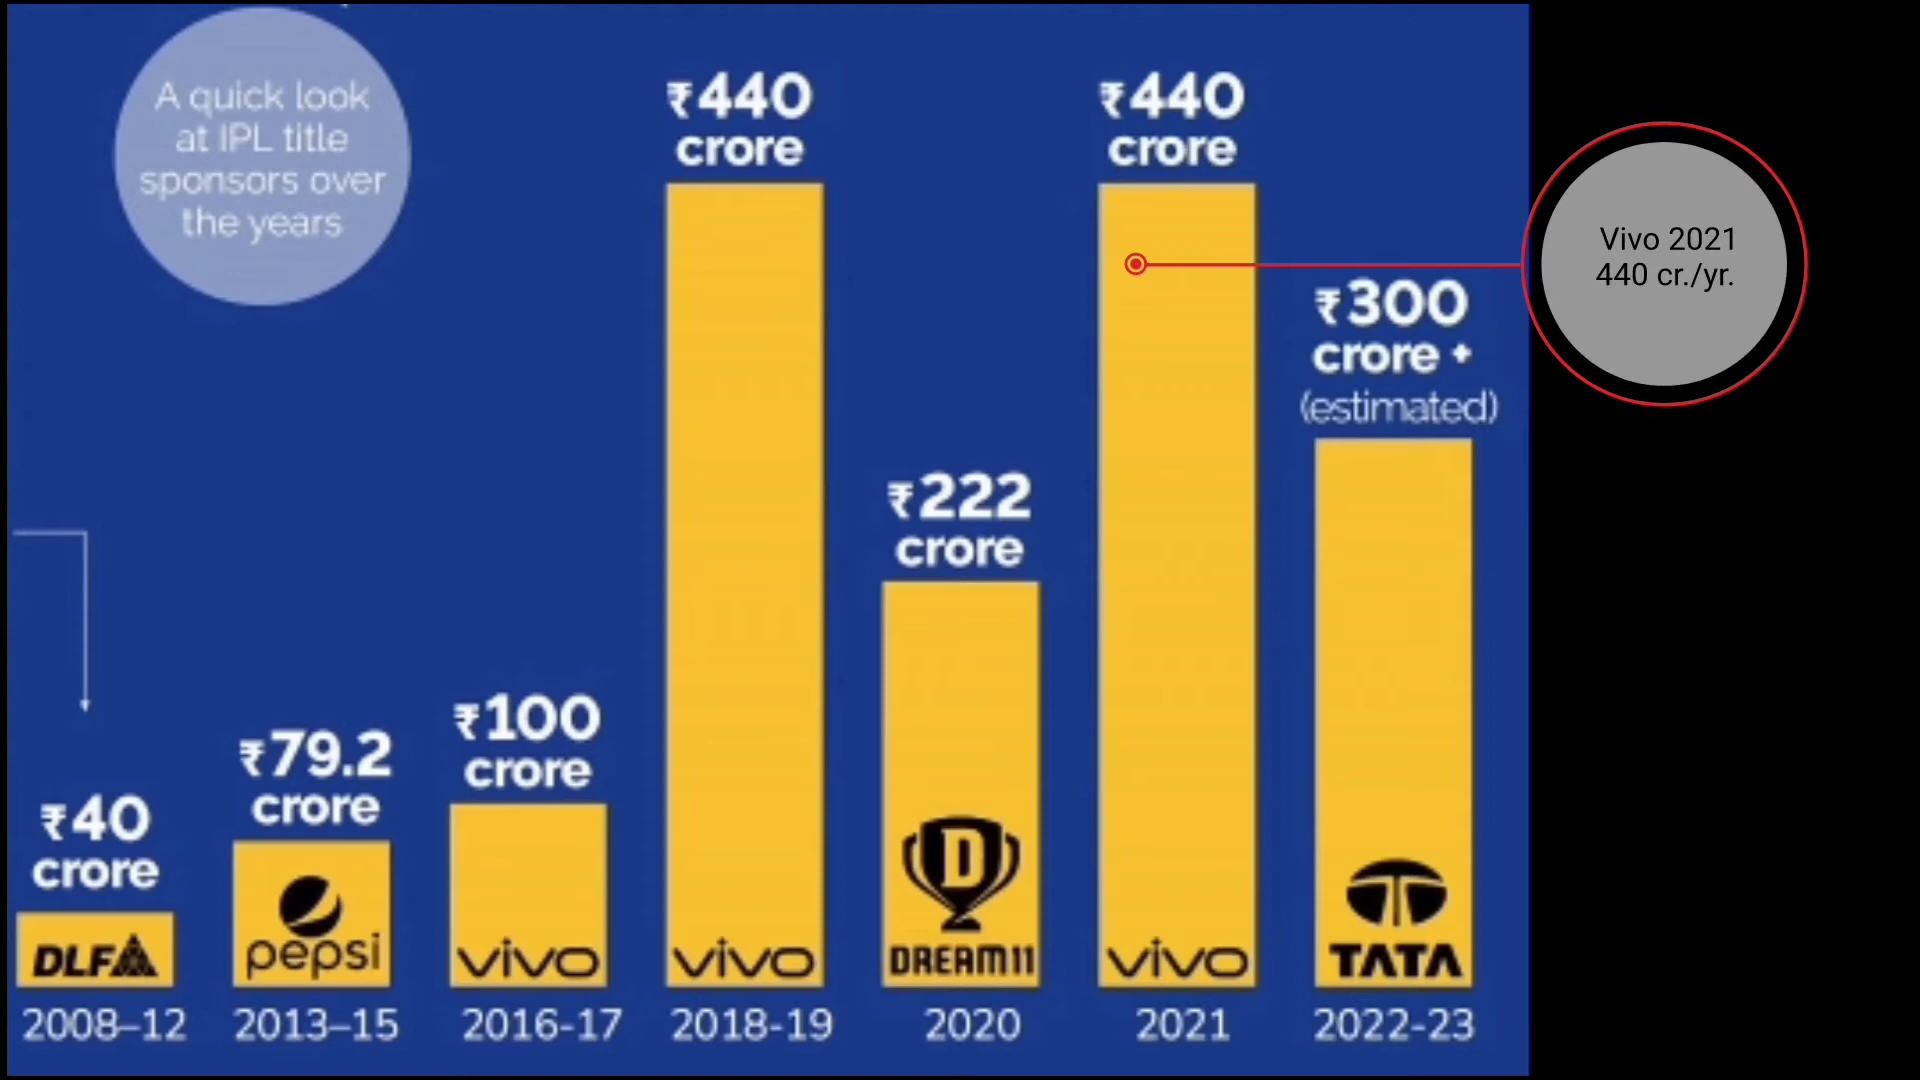 A quick look
at IPL title
sponsors over
the years
₹40
crore
DLF
2008–12
₹79.2
crore
pepsi
2013–15
₹100
crore
vivo
2016-17
₹440
crore
vivo
2018-19
₹222
crore
D
DREAM11
2020
₹440
crore
vivo
2021
₹300
crore +
(estimated)
TATA
2022-23
Vivo 2021
440 cr./yr.